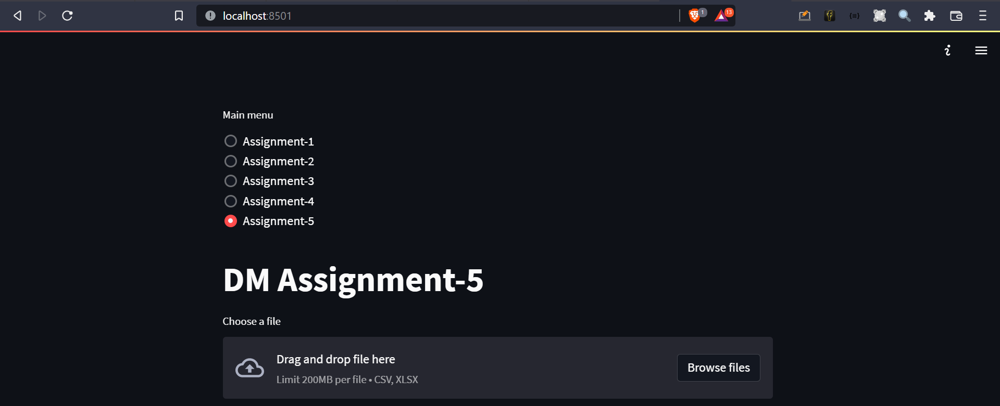 localhost:8501
1
13
Main menu
Assignment-1
Assignment-2
Assignment-3
Assignment-4
Assignment-5
DM Assignment-5
Choose a file
Drag and drop file here
Limit 200MB per file • CSV, XLSX
Browse files